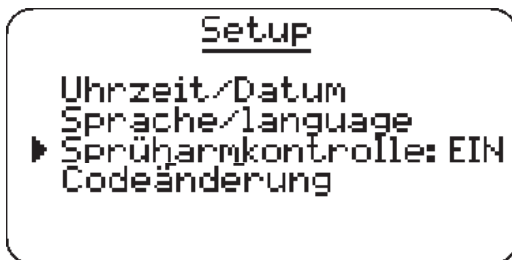 Setup
Uhrzeit/Datum
Sprache/language
Sprüharmkontrolle: EIN
Codeänderung